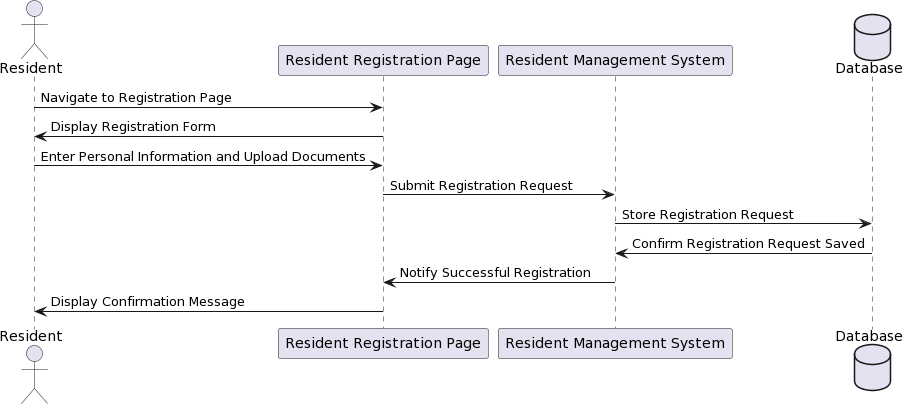 Resident
Resident Registration Page
Resident Management System
Database
Navigate to Registration Page
Display Registration Form
Enter Personal Information and Upload Documents
Submit Registration Request
Store Registration Request
Confirm Registration Request Saved
Notify Successful Registration
Display Confirmation Message
Resident
Resident Registration Page
Resident Management System
Database